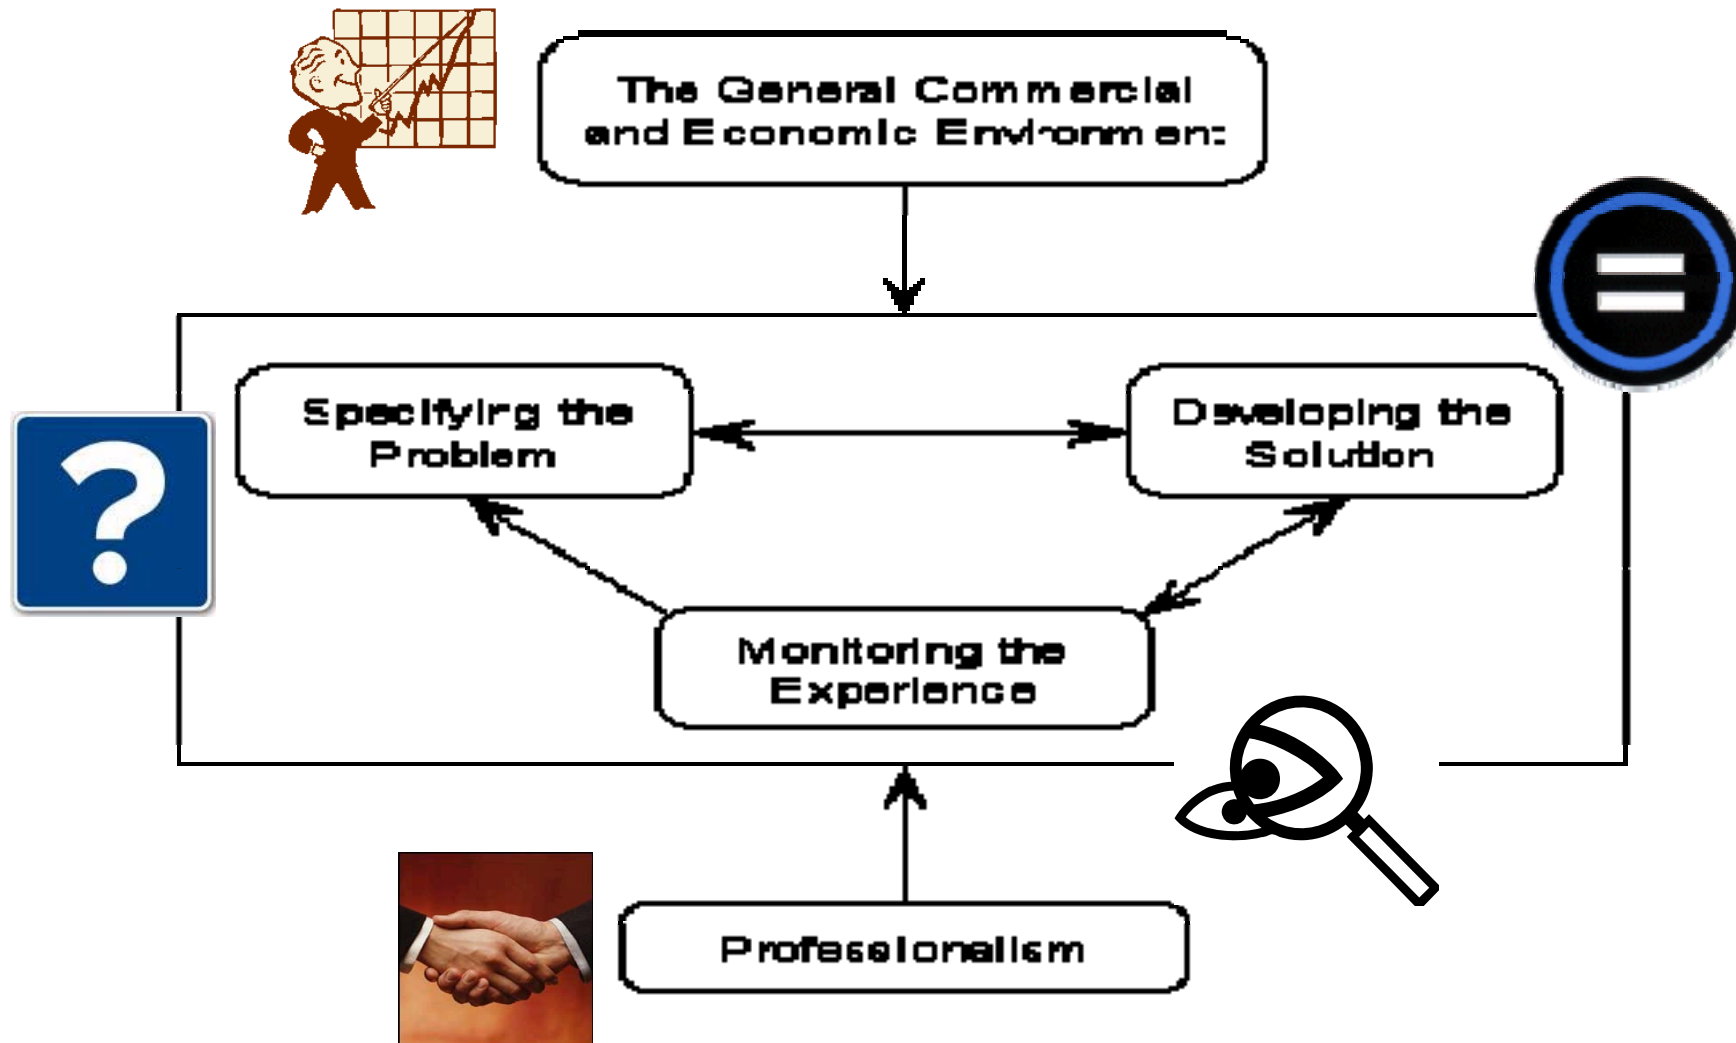 The General Commercial
and Economic Environment
Specifying the
Problem
Developing the
Solution
Monitoring the
Experience
Professionalism